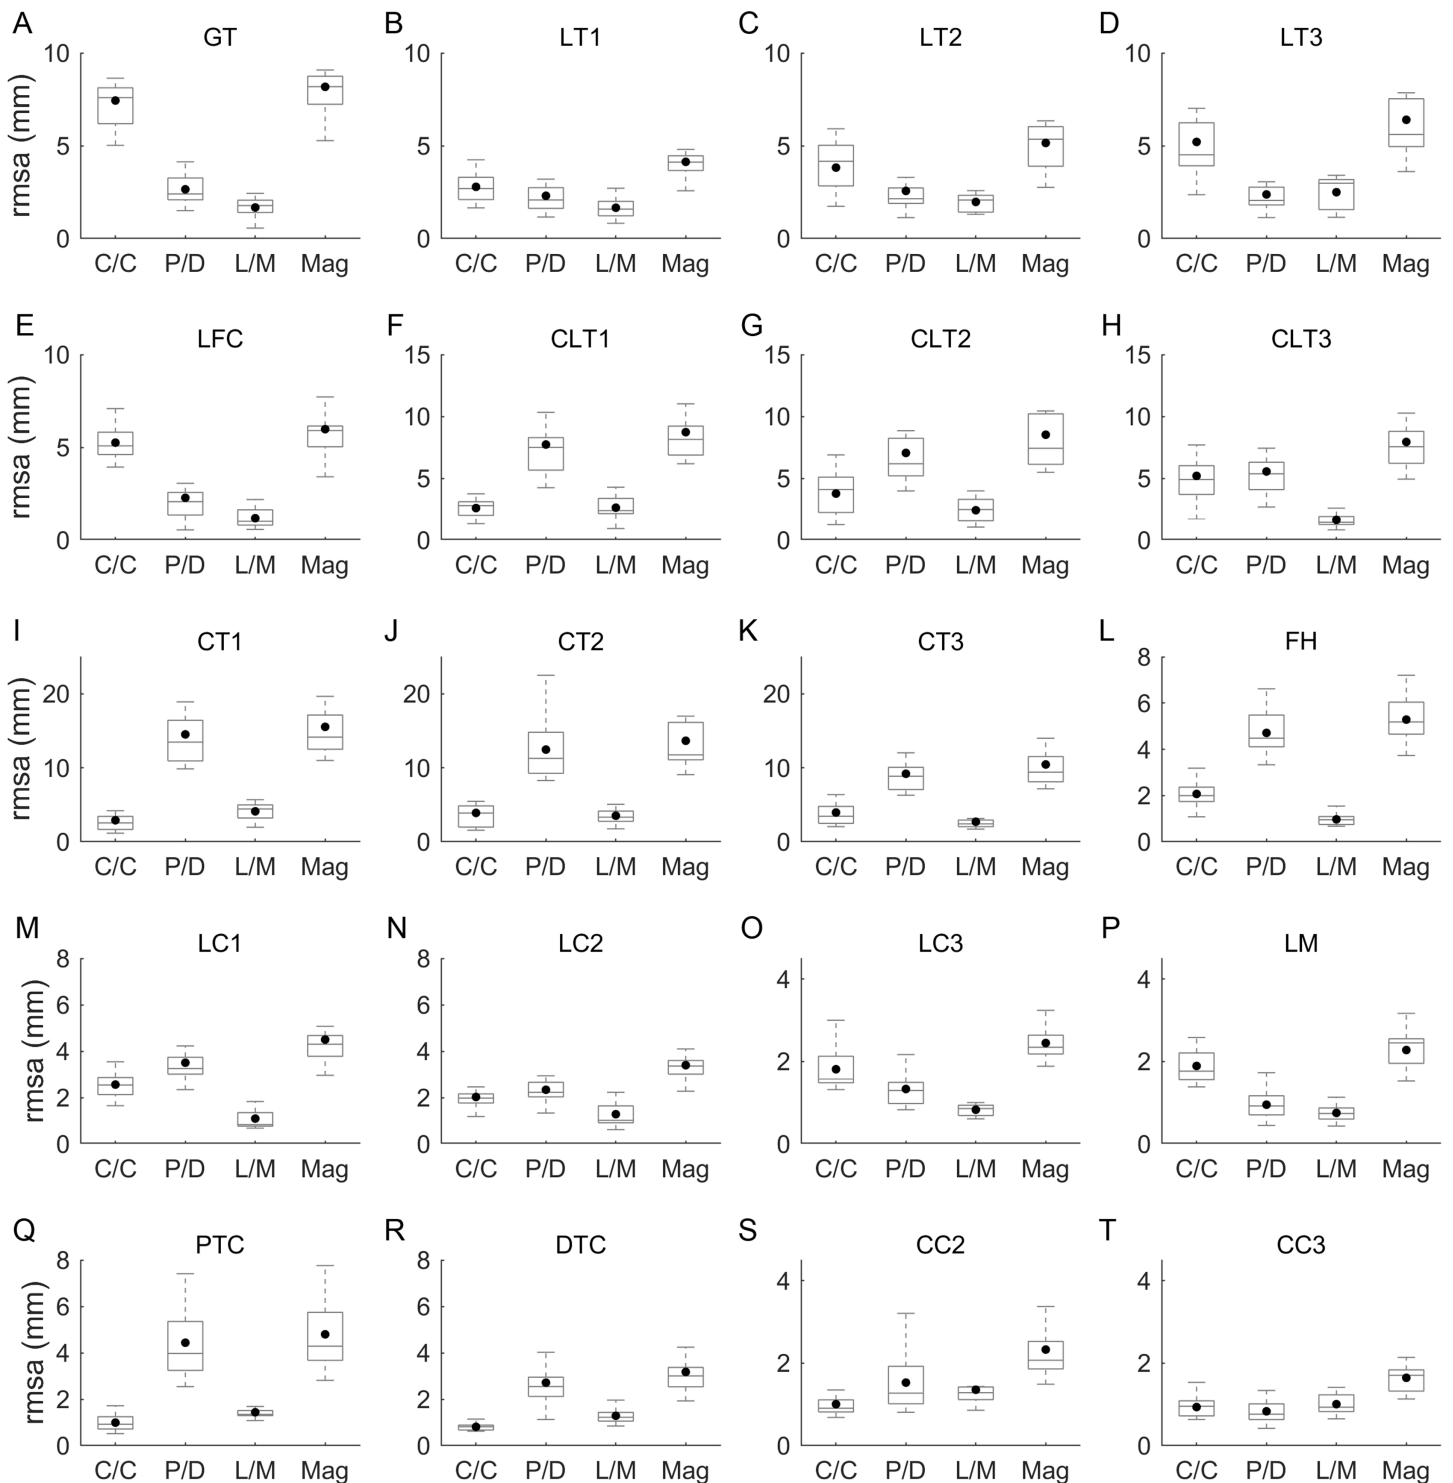 A GT B LT1 C LT2 D LT3
rmsa (mm)
10 10 10 10
5 5 5 5
0 0 0 0
C/C P/D L/M Mag C/C P/D L/M Mag C/C P/D L/M Mag C/C P/D L/M Mag
E LFC F CLT1 G CLT2 H CLT3
rmsa (mm)
10 15 15 15
10 10 10
5 5 5 5
0 0 0 0
C/C P/D L/M Mag C/C P/D L/M Mag C/C P/D L/M Mag C/C P/D L/M Mag
I CT1 J CT2 K CT3 L FH
rmsa (mm)
8
20 20 20 6
4
10 10 10 2
0 0 0 0
C/C P/D L/M Mag C/C P/D L/M Mag C/C P/D L/M Mag C/C P/D L/M Mag
M LC1 N LC2 O LC3 P LM
rmsa (mm)
8 8 4 4
6 6
4 4 2 2
2 2
0 0 0 0
C/C P/D L/M Mag C/C P/D L/M Mag C/C P/D L/M Mag C/C P/D L/M Mag
Q PTC R DTC S CC2 T CC3
rmsa (mm)
8 8 4 4
6 6
4 4 2 2
2 2
0 0 0 0
C/C P/D L/M Mag C/C P/D L/M Mag C/C P/D L/M Mag C/C P/D L/M Mag